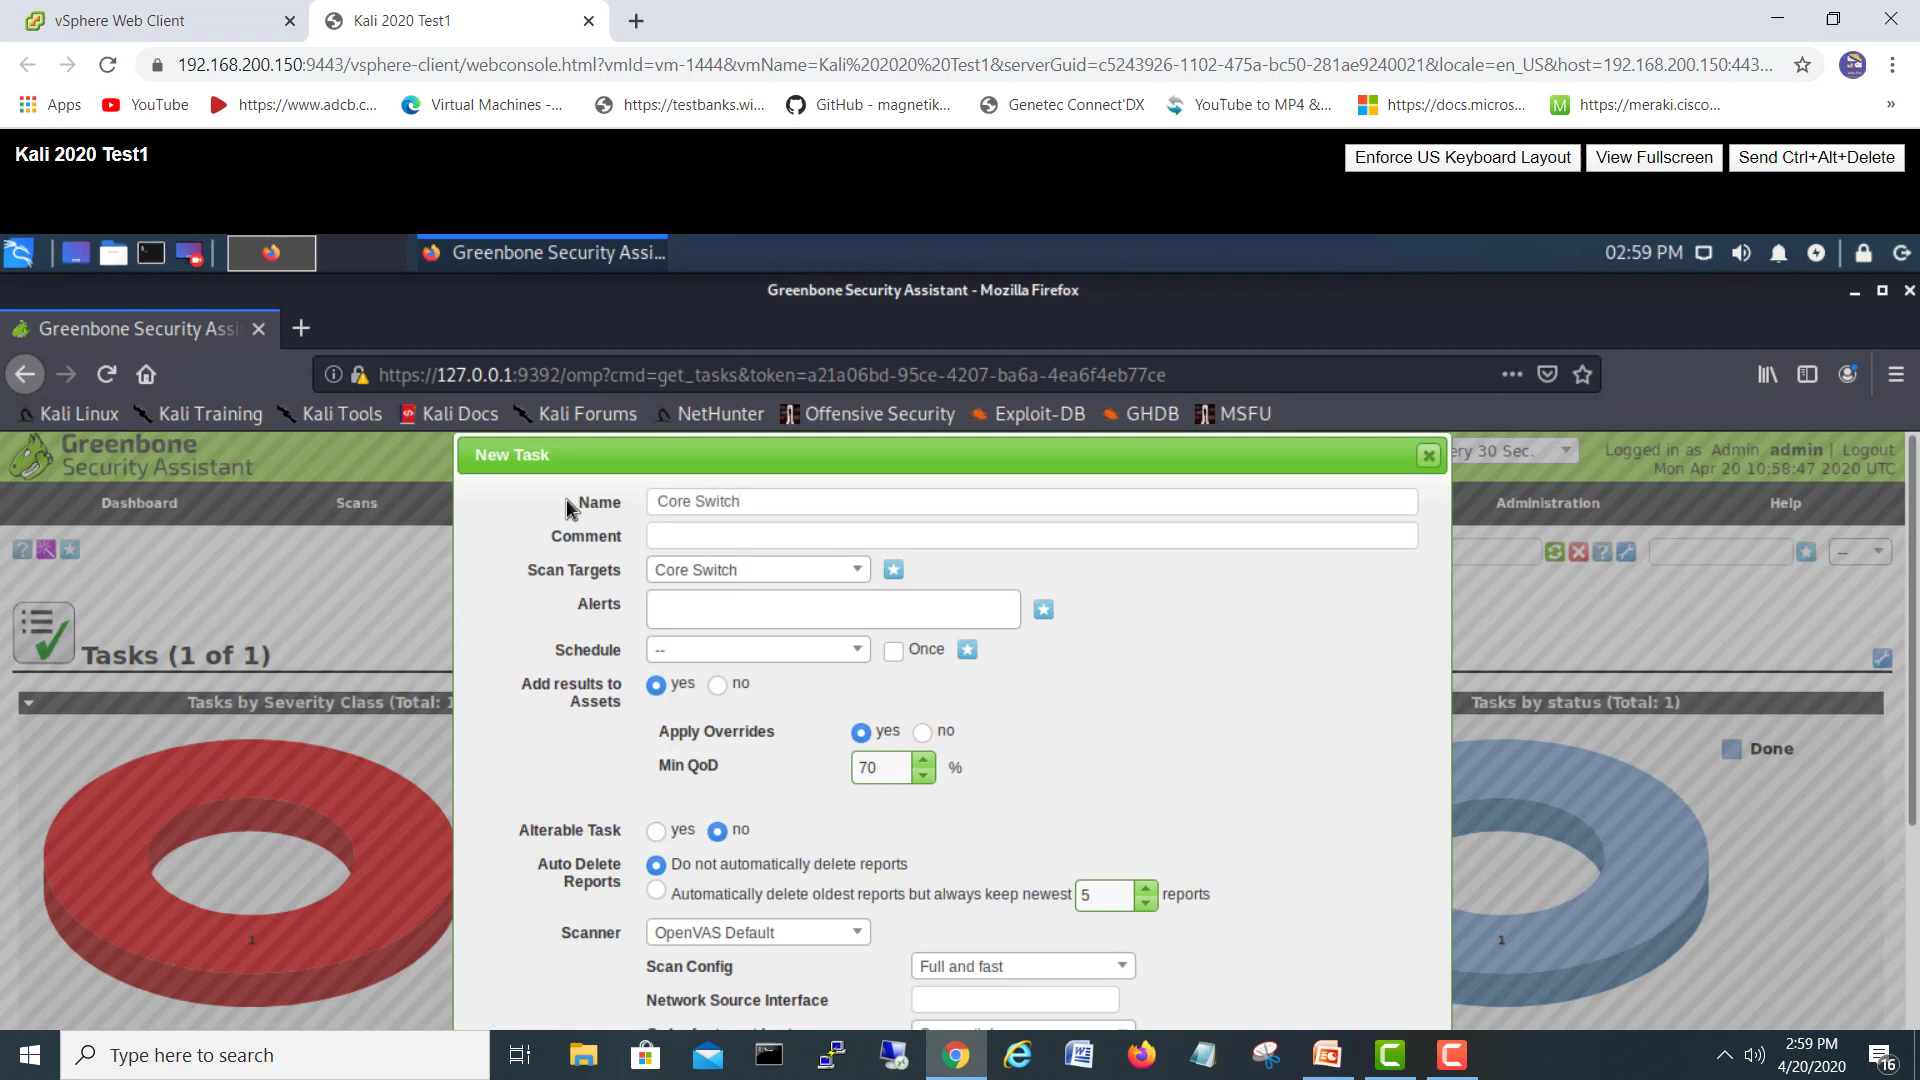 vSphere Web Client
Kali 2020 Test1
192.168.200.150:9443/vsphere-client/webconsole.html?vmId=vm-1444&vmName=Kali%202020%20Test1&serverGuid=c5243926-1102-475a-bc50-281ae9240021&locale=en_US&host=192.168.200.150:443...
Apps YouTube https://www.adcb.c... Virtual Machines -... https://testbanks.wi... GitHub - magnetik... Genetec Connect'DX YouTube to MP4 &... https://docs.micros... https://meraki.cisco... »
Kali 2020 Test1
Enforce US Keyboard Layout View Fullscreen Send Ctrl+Alt+Delete
Greenbone Security Assi... 02:59 PM
Greenbone Security Assistant - Mozilla Firefox
Greenbone Security Assi
https://127.0.0.1:9392/omp?cmd=get_tasks&token=a21a06bd-95ce-4207-ba6a-4ea6f4eb77ce
Kali Linux Kali Training Kali Tools Kali Docs Kali Forums NetHunter Offensive Security Exploit-DB GHDB MSFU
Greenbone
Security Assistant
New Task
ery 30 Sec.
Logged in as Admin admin | Logout
Mon Apr 20 10:58:47 2020 UTC
Dashboard Scans Administration Help
Name Core Switch
Comment
Scan Targets Core Switch
Alerts
Schedule -- Once
--
Tasks (1 of 1)
Add results to Assets yes no
Tasks by Severity Class (Total: 1
Tasks by status (Total: 1)
Done
Apply Overrides yes no
Min QoD 70 %
Alterable Task yes no
Auto Delete Reports Do not automatically delete reports
Automatically delete oldest reports but always keep newest 5 reports
Scanner OpenVAS Default
1
1
Scan Config Full and fast
Network Source Interface
Type here to search
2:59 PM
4/20/2020
16